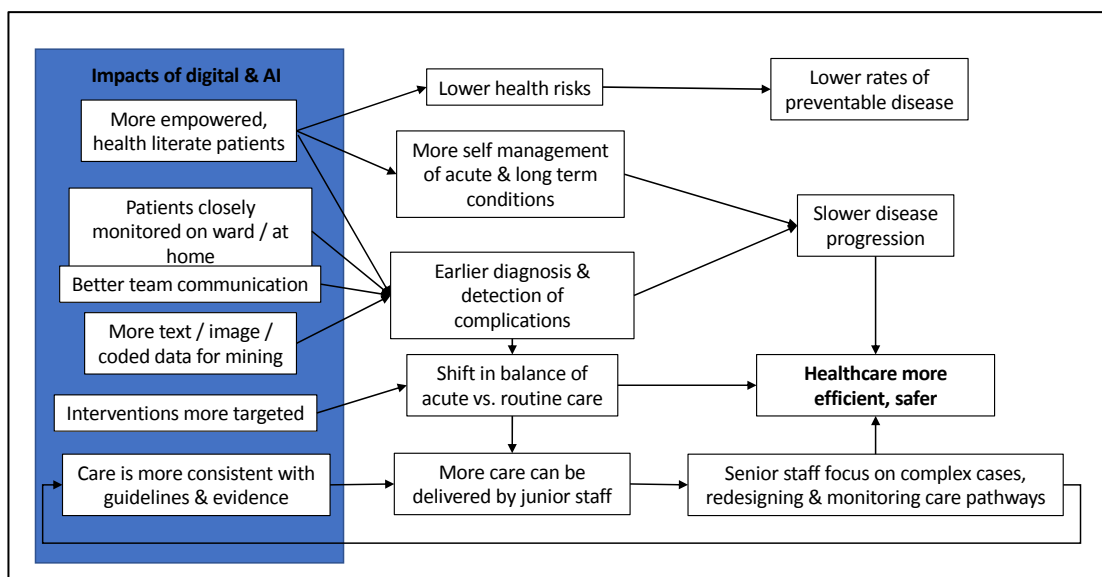 Impacts of digital & AI
More empowered,
health literate patients
Patients closely
monitored on ward / at
home
Better team communication
More text / image /
coded data for mining
Interventions more targeted
Care is more consistent with
guidelines & evidence
Lower health risks
More self management
of acute & long term
conditions
Earlier diagnosis &
detection of
complications
Shift in balance of
acute vs. routine care
More care can be
delivered by junior staff
Lower rates of
preventable disease
Slower disease
progression
Healthcare more
efficient, safer
Senior staff focus on complex cases,
redesigning & monitoring care pathways